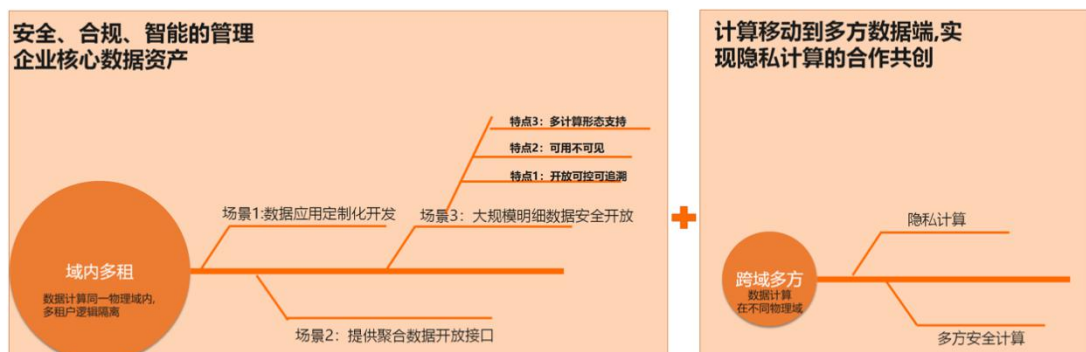 安全、合规、智能的管理
企业核心数据资产
特点3：多计算形态支持
特点2：可用不可见
特点1：开放可控可追溯
场景1:数据应用定制化开发
场景3：大规模明细数据安全开放
域内多租
数据计算同一物理域内,
多租户逻辑隔离
场景2：提供聚合数据开放接口
计算移动到多方数据端,实
现隐私计算的合作共创
隐私计算
跨域多方
数据计算
在不同物理域
多方安全计算